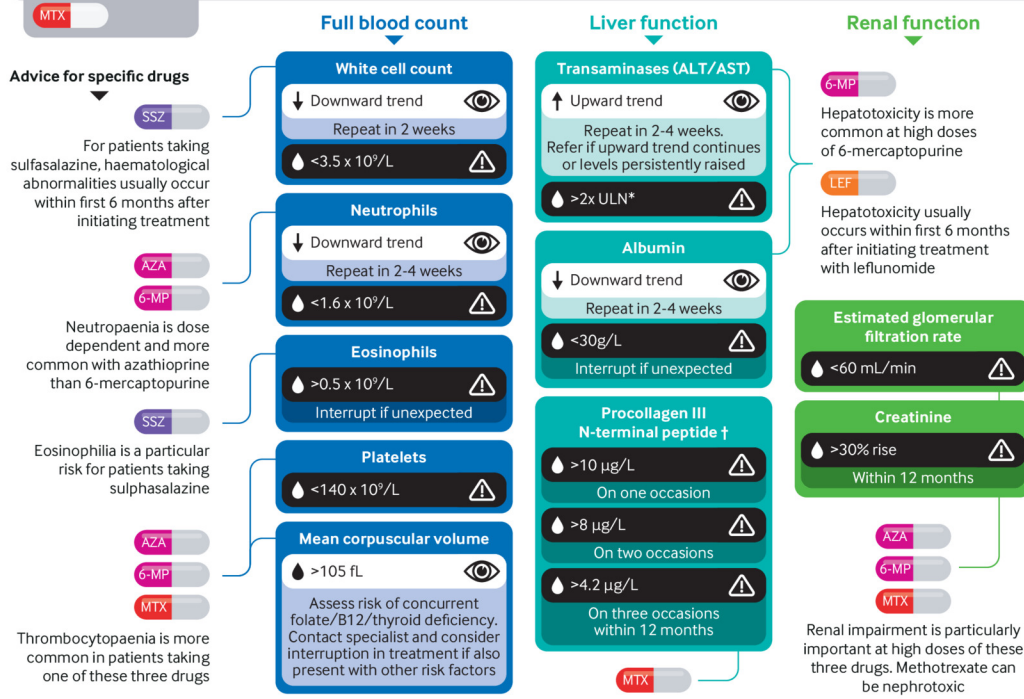 MTX
Full blood count
Liver function
Renal function
Advice for specific drugs
SSZ
For patients taking
sulfasalazine, haematological
abnormalities usually occur
within first 6 months after
initiating treatment
AZA
6-MP
Neutropaenia is dose
dependent and more
common with azathioprine
than 6-mercaptopurine
SSZ
Eosinophilia is a particular
risk for patients taking
sulphasalazine
AZA
6-MP
MTX
Thrombocytopaenia is more
common in patients taking
one of these three drugs
White cell count
Downward trend
Repeat in 2 weeks
<3.5 x 10⁹/L
Neutrophils
Downward trend
Repeat in 2-4 weeks
<1.6 x 10⁹/L
Eosinophils
>0.5 x 10⁹/L
Interrupt if unexpected
Platelets
<140 x 10⁹/L
Mean corpuscular volume
>105 fL
Assess risk of concurrent
folate/B12/thyroid deficiency.
Contact specialist and consider
interruption in treatment if also
present with other risk factors
Transaminases (ALT/AST)
Upward trend
Repeat in 2-4 weeks.
Refer if upward trend continues
or levels persistently raised
>2x ULN*
Albumin
Downward trend
Repeat in 2-4 weeks
<30g/L
Interrupt if unexpected
Procollagen III
N-terminal peptide †
>10 µg/L
On one occasion
>8 µg/L
On two occasions
>4.2 µg/L
On three occasions
within 12 months
MTX
6-MP
Hepatotoxicity is more
common at high doses
of 6-mercaptopurine
LEF
Hepatotoxicity usually
occurs within first 6 months
after initiating treatment
with leflunomide
Estimated glomerular
filtration rate
<60 mL/min
Creatinine
>30% rise
Within 12 months
AZA
6-MP
MTX
Renal impairment is particularly
important at high doses of these
three drugs. Methotrexate can
be nephrotoxic